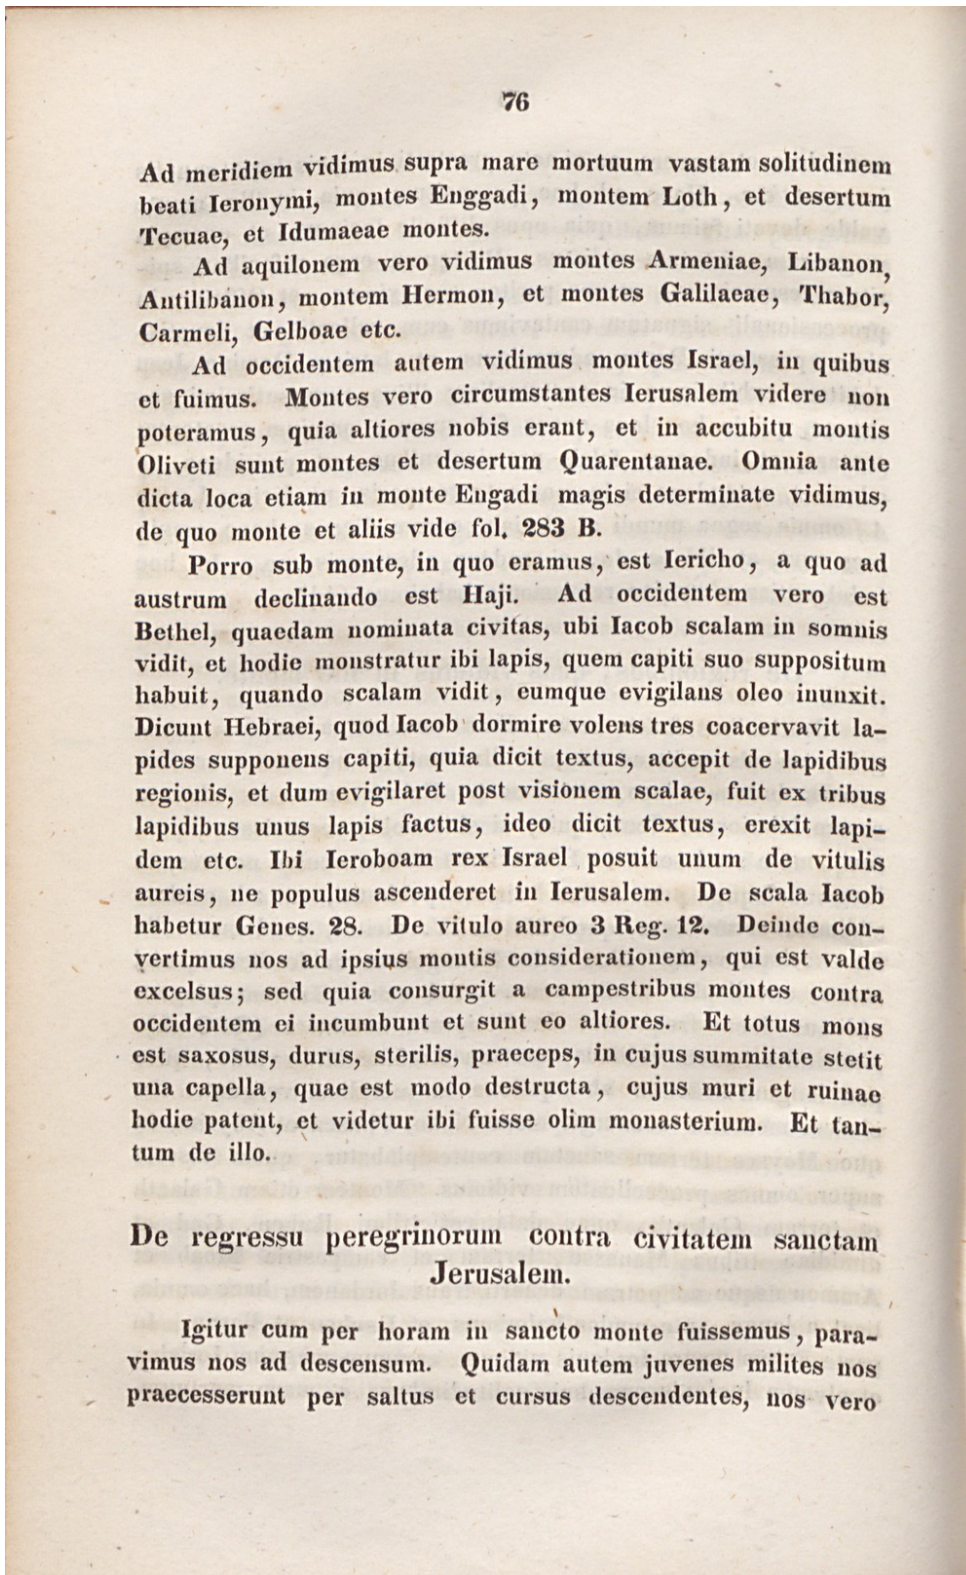 76
Ad meridiem vidimus supra mare mortuum vastam solitudinem
beati Ieronymi, montes Enggadi, montem Loth, et desertum
Tecuae, et Idumaeae montes.
Ad aquilonem vero vidimus montes Armeniae, Libanon,
Antilibanon, montem Hermon, et montes Galilaeae, Thabor,
Carmeli, Gelboae etc.
Ad occidentem autem vidimus montes Israel, in quibus
et fuimus. Montes vero circumstantes Ierusalem videre non
poteramus, quia altiores nobis erant, et in accubitu montis
Oliveti sunt montes et desertum Quarentanae. Omnia ante
dicta loca etiam in monte Engadi magis determinate vidimus,
de quo monte et aliis vide fol. 283 B.
Porro sub monte, in quo eramus, est Iericho, a quo ad
austrum declinando est Haji. Ad occidentem vero est
Bethel, quaedam nominata civitas, ubi Iacob scalam in somnis
vidit, et hodie monstratur ibi lapis, quem capiti suo suppositum
habuit, quando scalam vidit, eumque evigilans oleo inunxit.
Dicunt Hebraei, quod Iacob dormire volens tres coacervavit la-
pides supponens capiti, quia dicit textus, accepit de lapidibus
regionis, et dum evigilaret post visionem scalae, fuit ex tribus
lapidibus unus lapis factus, ideo dicit textus, erexit lapi-
dem etc. Ibi Ieroboam rex Israel posuit unum de vitulis
aureis, ne populus ascenderet in Ierusalem. De scala Iacob
habetur Genes. 28. De vitulo aureo 3 Reg. 12. Deinde con-
vertimus nos ad ipsius montis considerationem, qui est valde
excelsus; sed quia consurgit a campestribus montes contra
occidentem ei incumbunt et sunt eo altiores. Et totus mons
est saxosus, durus, sterilis, praeceps, in cujus summitate stetit
una capella, quae est modo destructa, cujus muri et ruinae
hodie patent, et videtur ibi fuisse olim monasterium. Et tan-
tum de illo.
De regressu peregrinorum contra civitatem sanctam
Jerusalem.
Igitur cum per horam in sancto monte fuissemus, para-
vimus nos ad descensum. Quidam autem juvenes milites nos
praecesserunt per saltus et cursus descendentes, nos vero